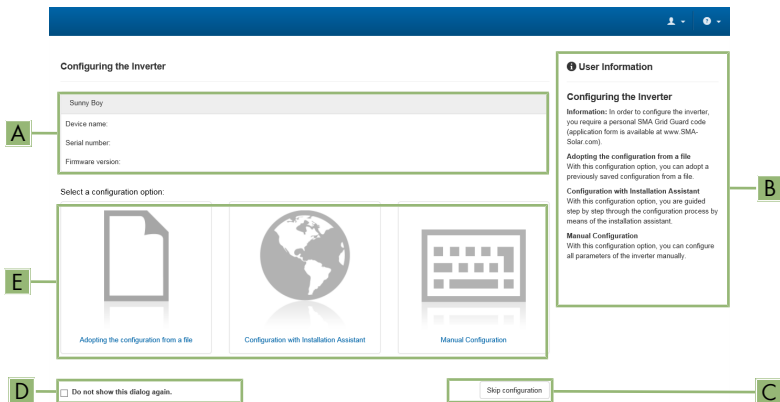 Configuring the Inverter
Sunny Boy
Device name:
Serial number:
Firmware version:
A
Select a configuration option:
Adopting the configuration from a file
Configuration with Installation Assistant
Manual Configuration
E
Do not show this dialog again.
D
Skip configuration
C
User Information
Configuring the Inverter
Information: In order to configure the inverter,
you require a personal SMA Grid Guard code
(application form is available at www.SMA-
Solar.com).
Adopting the configuration from a file
With this configuration option, you can adopt a
previously saved configuration from a file.
Configuration with Installation Assistant
With this configuration option, you are guided
step by step through the configuration process by
means of the installation assistant.
Manual Configuration
With this configuration option, you can configure
all parameters of the inverter manually.
B